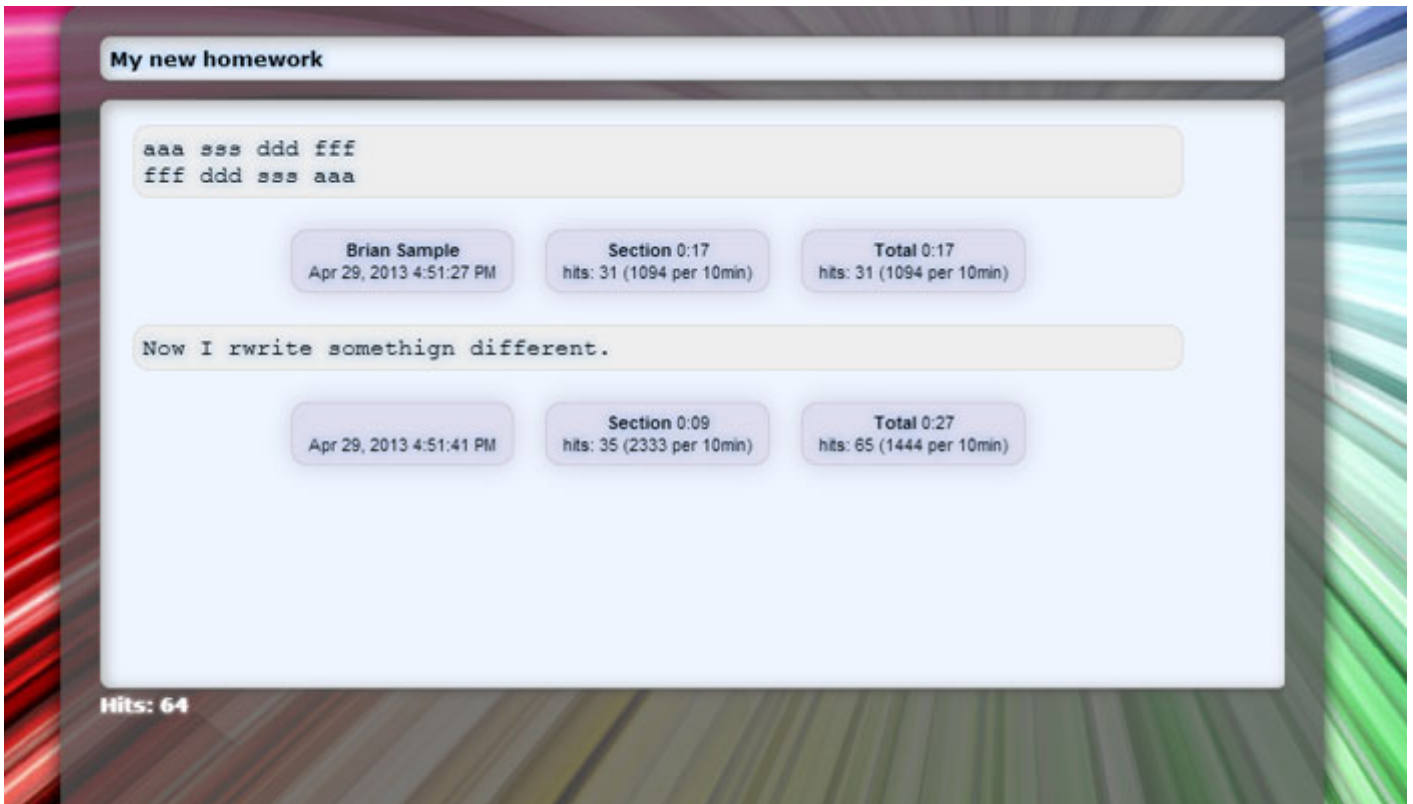 My new homework
aaa sss ddd fff
fff ddd sss aaa
Brian Sample
Apr 29, 2013 4:51:27 PM
Section 0:17
hits: 31 (1094 per 10min)
Total 0:17
hits: 31 (1094 per 10min)
Now I rwrite somethign different.
Apr 29, 2013 4:51:41 PM
Section 0:09
hits: 35 (2333 per 10min)
Total 0:27
hits: 65 (1444 per 10min)
Hits: 64